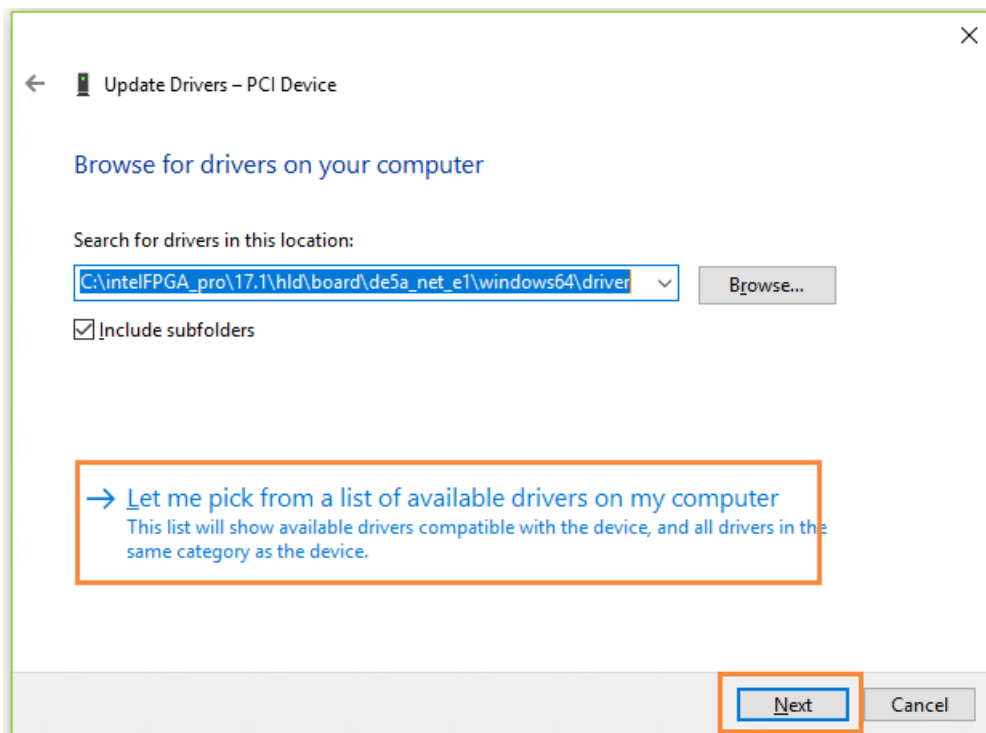 Update Drivers – PCI Device
Browse for drivers on your computer
Search for drivers in this location:
C:\intelFPGA_pro\17.1\hld\board\de5a_net_e1\windows64\driver
Browse...
Include subfolders
Let me pick from a list of available drivers on my computer
This list will show available drivers compatible with the device, and all drivers in the
same category as the device.
Next
Cancel